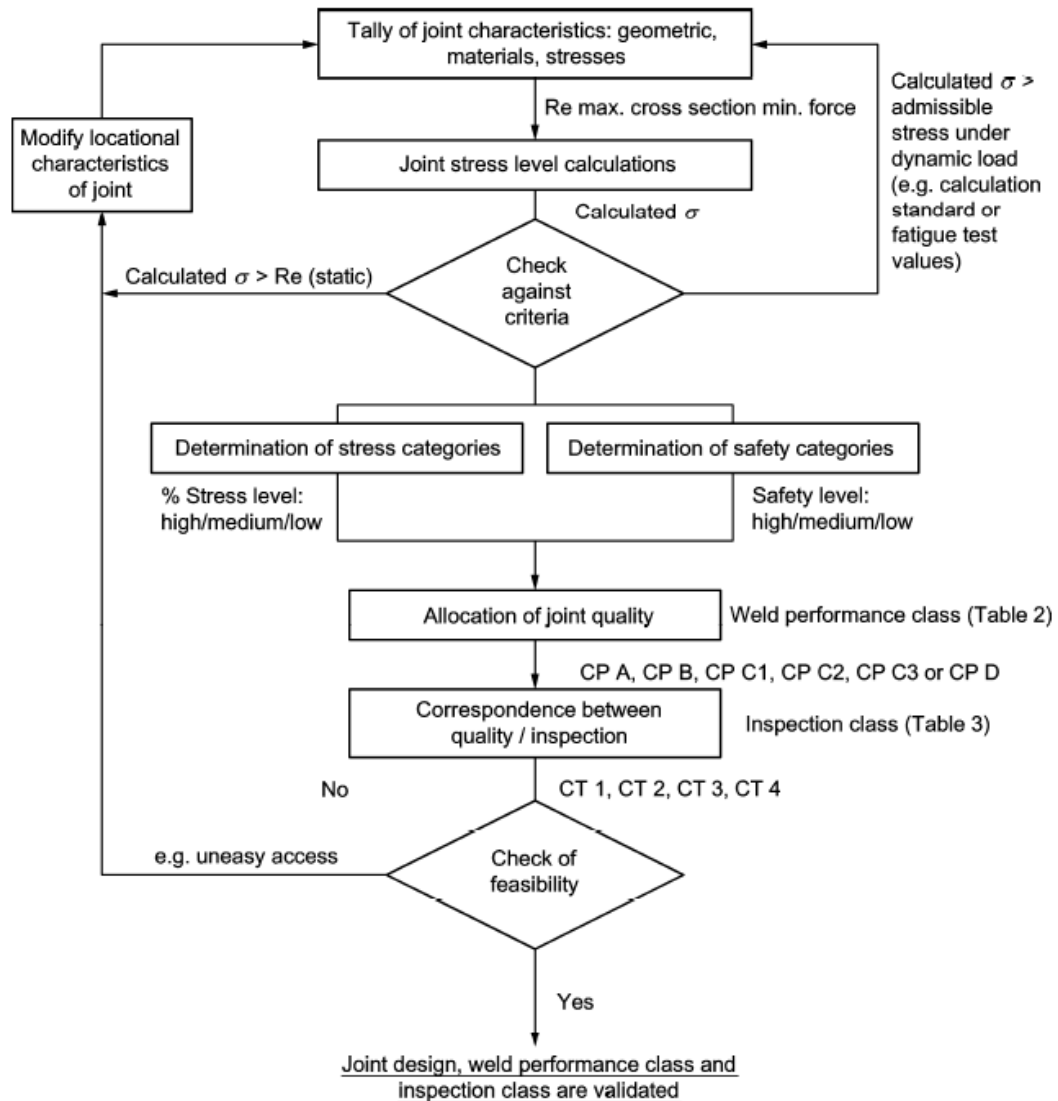 Tally of joint characteristics: geometric,
materials, stresses
Re max. cross section min. force
Calculated σ >
admissible
stress under
dynamic load
(e.g. calculation
standard or
fatigue test
values)
Modify locational
characteristics
of joint
Joint stress level calculations
Calculated σ
Calculated σ > Re (static)
Check
against
criteria
Determination of stress categories
Determination of safety categories
% Stress level:
high/medium/low
Safety level:
high/medium/low
Allocation of joint quality
Weld performance class (Table 2)
CP A, CP B, CP C1, CP C2, CP C3 or CP D
Correspondence between
quality / inspection
Inspection class (Table 3)
No
CT 1, CT 2, CT 3, CT 4
e.g. uneasy access
Check of
feasibility
Yes
Joint design, weld performance class and
inspection class are validated